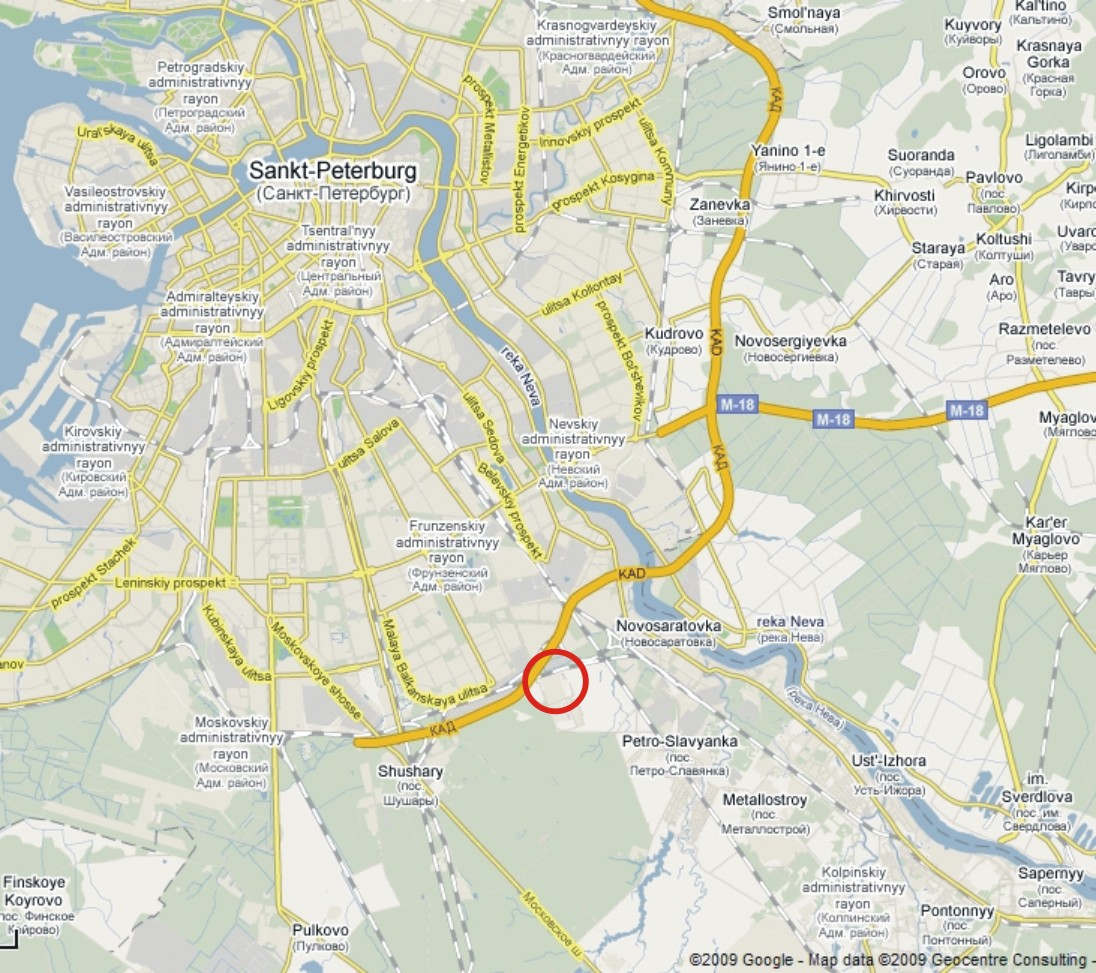 Smol'naya
(Смольная)
Kal'tino
(Кальтино)
Kuyvory
(Куйворы)
Krasnaya
Gorka
(Красная
Горка)
Krasnogvardeyskiy
administrativnyy rayon
(Красногвардейский
Адм. район)
Petrogradskiy
administrativnyy
rayon
(Петроградский
Адм. район)
Orovo
(Орово)
КАД
prospekt Metallistov
prospekt Energetikov
Irinovskiy prospekt
ulitsa Kommuny
Ural'skaya ulitsa
Yanino 1-e
(Янино 1-е)
Suoranda
(Суоранда)
Ligolambi
(Лиголамби)
Sankt-Peterburg
(Санкт-Петербург)
prospekt Kosygina
Pavlovo
(пос.
Павлово)
Khirvosti
(Хирвости)
Vasileostrovskiy
administrativnyy
rayon
(Василеостровский
Адм. район)
Zanevka
(Заневка)
Tsentral'nyy
administrativnyy
rayon
(Центральный
Адм. район)
Staraya
(Старая)
Koltushi
(Колтуши)
Aro
(Аро)
Admiralteyskiy
administrativnyy
rayon
(Адмиралтейский
Адм. район)
ulitsa Kollontay
prospekt Bol'shevikov
Kudrovo
(Кудрово)
KAD
Novosergiyevka
(Новосергиевка)
Razmetelevo
(пос.
Разметелево)
Ligovskiy prospekt
reka Neva
M-18
M-18
M-18
ulitsa Sedova
Nevskiy
administrativnyy
rayon
(Невский
Адм. район)
Kirovskiy
administrativnyy
rayon
(Кировский
Адм. район)
ulitsa Salova
КАД
Belevskiy prospekt
Frunzenskiy
administrativnyy
rayon
(Фрунзенский
Адм. район)
Kar'er
Myaglovo
(Карьер
Мяглово)
prospekt Stachek
Leninskiy prospekt
KAD
Kubinskaya ulitsa
Moskovskoye shosse
Malaya Balkanskaya ulitsa
Novosaratovka
(Новосаратовка)
reka Neva
(река Нева)
(река Нева)
КАД
Moskovskiy
administrativnyy
rayon
(Московский
Адм. район)
Shushary
(пос.
Шушары)
Petro-Slavyanka
(пос.
Петро-Славянка)
Ust'-Izhora
(пос.
Усть-Ижора)
Metallostroy
(пос.
Металлострой)
im.
Sverdlova
(пос. им.
Свердлова)
Finskoye
Koyrovo
Kolpinskiy
administrativnyy
rayon
(Колпинский
Адм. район)
Sapernyy
(пос.
Саперный)
Pontonnyy
(пос.
Понтонный)
Pulkovo
(Пулково)
Московское ш
©2009 Google - Map data ©2009 Geocentre Consulting -